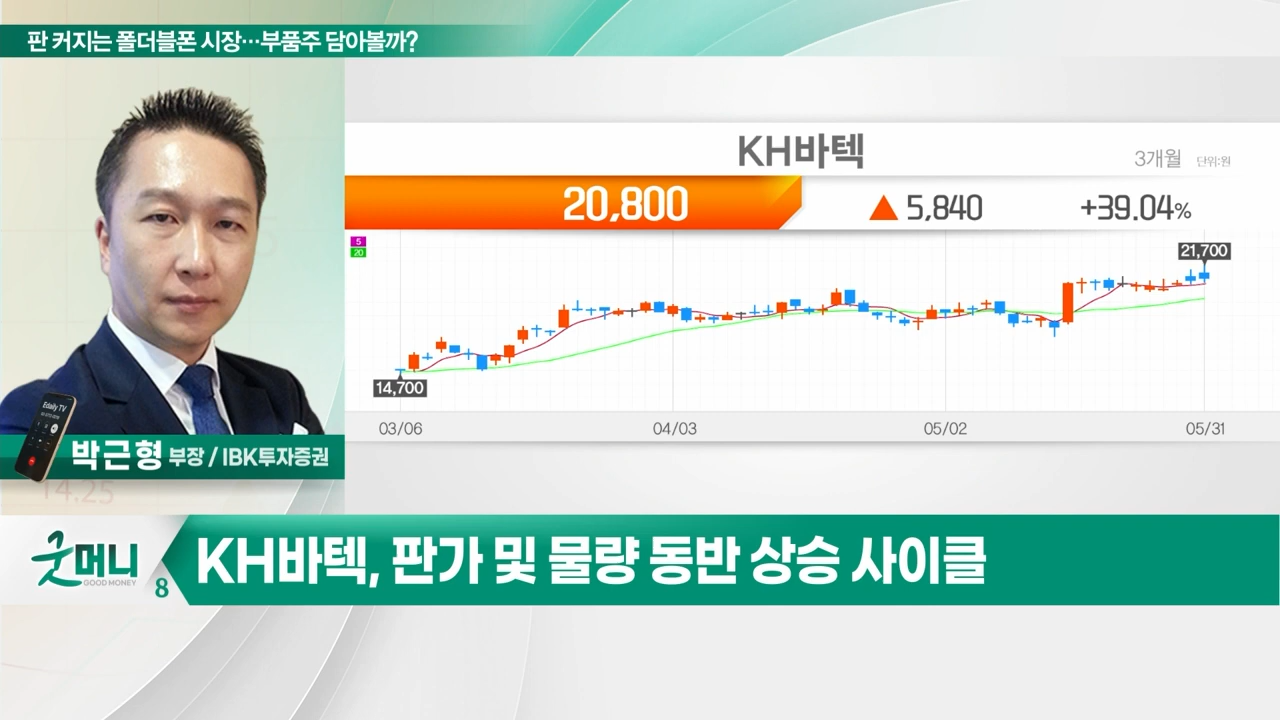 판 커지는 폴더블폰 시장…부품주 담아볼까?
KH바텍
3개월 단위:원
20,800
▲ 5,840
+39.04%
5
20
21,700
14,700
03/06
04/03
05/02
05/31
Edaily TV
박근형 부장 / IBK투자증권
14.25
굿머니
GOOD MONEY
8
KH바텍, 판가 및 물량 동반 상승 사이클